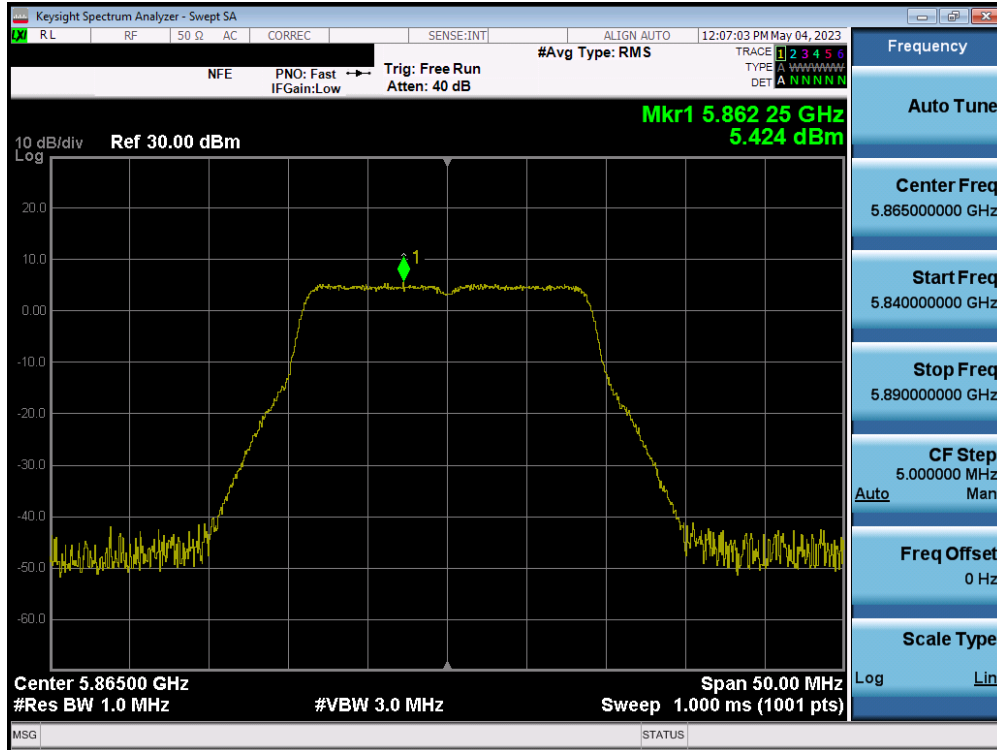 Keysight Spectrum Analyzer - Swept SA
LXI RL RF 50 Ω AC CORREC SENSE:INT ALIGN AUTO 12:07:03 PM May 04, 2023
NFE PNO: Fast Trig: Free Run #Avg Type: RMS TRACE 1 2 3 4 5 6
IFGain:Low Atten: 40 dB TYPE A WWWWW
DET A N N N N N
Mkr1 5.862 25 GHz
5.424 dBm
10 dB/div Ref 30.00 dBm
Log
20.0
10.0
1
0.00
-10.0
-20.0
-30.0
-40.0
-50.0
-60.0
Center 5.86500 GHz Span 50.00 MHz
#Res BW 1.0 MHz #VBW 3.0 MHz Sweep 1.000 ms (1001 pts)
MSG STATUS
Frequency
Auto Tune
Center Freq
5.865000000 GHz
Start Freq
5.840000000 GHz
Stop Freq
5.890000000 GHz
CF Step
5.000000 MHz
Auto Man
Freq Offset
0 Hz
Scale Type
Log Lin